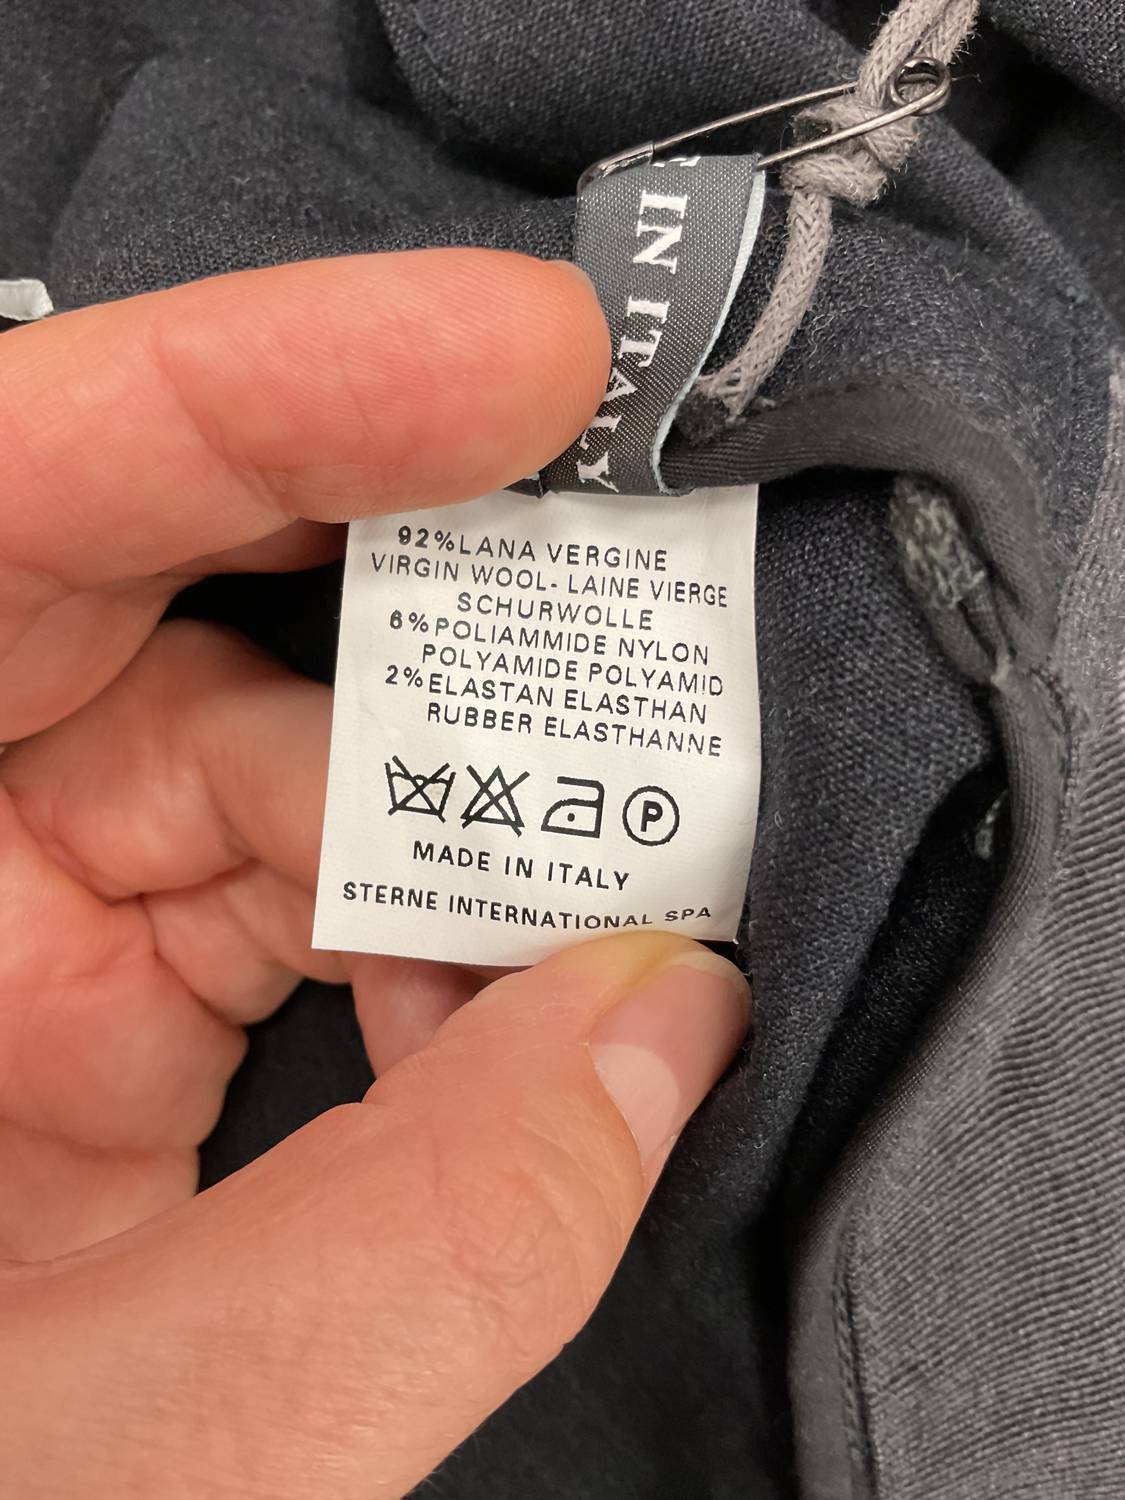 IN ITALY
92% LANA VERGINE
VIRGIN WOOL- LAINE VIERGE
SCHURWOLLE
6% POLIAMMIDE NYLON
POLYAMIDE POLYAMID
2% ELASTAN ELASTHAN
RUBBER ELASTHANNE
P
MADE IN ITALY
STERNE INTERNATIONAL SPA